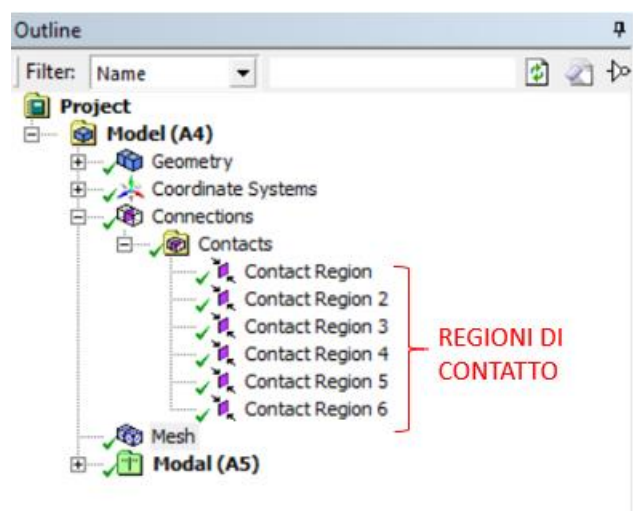 Outline
Filter: Name
Project
Model (A4)
Geometry
Coordinate Systems
Connections
Contacts
Contact Region
Contact Region 2
Contact Region 3
Contact Region 4
Contact Region 5
Contact Region 6
REGIONI DI
CONTATTO
Mesh
Modal (A5)